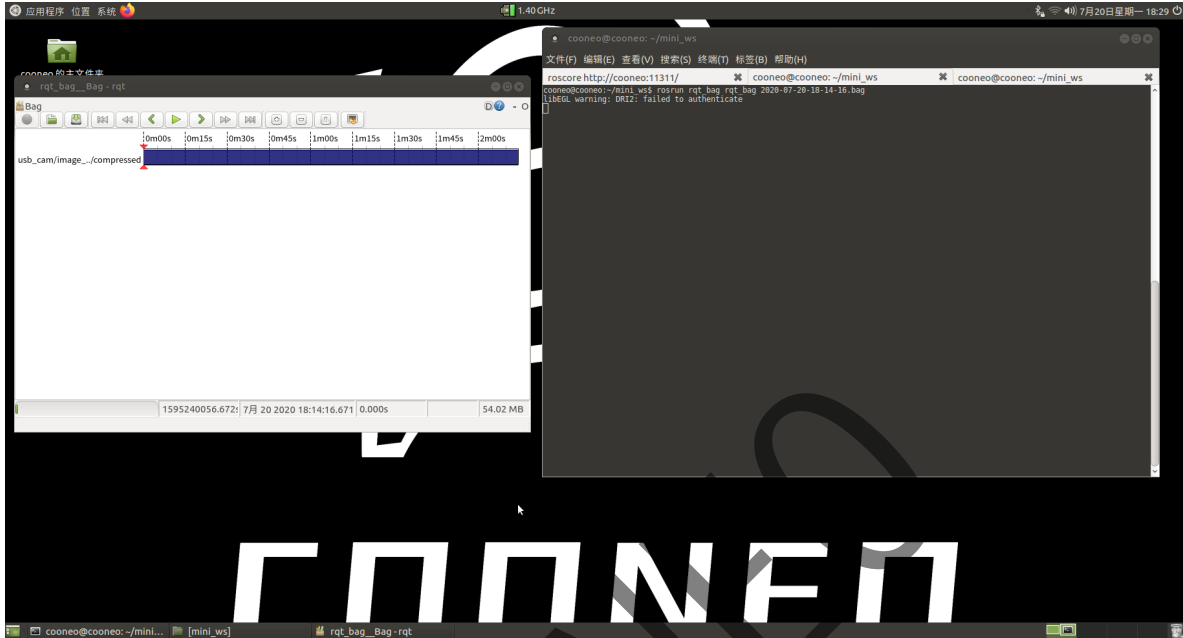 应用程序 位置 系统
1.40 GHz
7月20日星期一 18:29
cooneo 的主文件夹
rqt_bag__Bag - rqt
Bag
D - O
0m00s 0m15s 0m30s 0m45s 1m00s 1m15s 1m30s 1m45s 2m00s
usb_cam/image_../compressed
1595240056.672s 7月 20 2020 18:14:16.671 0.000s 54.02 MB
cooneo@cooneo: ~/mini_ws
文件(F) 编辑(E) 查看(V) 搜索(S) 终端(T) 标签(B) 帮助(H)
roscore http://cooneo:11311/ cooneo@cooneo: ~/mini_ws cooneo@cooneo: ~/mini_ws
cooneo@cooneo:~/mini_ws$ rosrun rqt_bag rqt_bag 2020-07-20-18-14-16.bag
libEGL warning: DRI2: failed to authenticate
COONEO
cooneo@cooneo: ~/mini... [mini_ws] rqt_bag__Bag - rqt